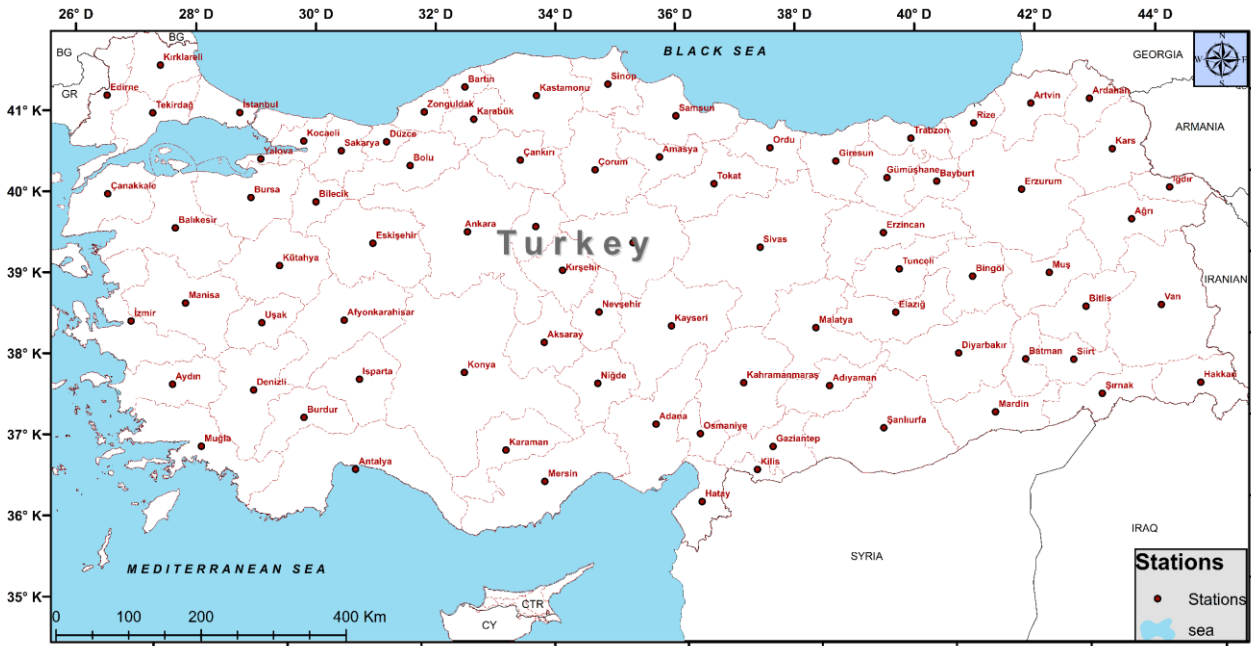 26° D 28° D 30° D 32° D 34° D 36° D 38° D 40° D 42° D 44° D
BG
BG
GR
BLACK SEA
GEORGIA
N
W
ARMANIA
IRANIAN
IRAQ
SYRIA
41° K
40° K
39° K
38° K
37° K
36° K
35° K
Kırklareli
Edirne
Tekirdağ
İstanbul
Kocaeli
Yalova
Sakarya
Düzce
Bolu
Zonguldak
Bartın
Karabük
Kastamonu
Sinop
Samsun
Çankırı
Çorum
Amasya
Tokat
Ordu
Giresun
Trabzon
Rize
Artvin
Ardahan
Kars
Gümüşhane
Bayburt
Erzurum
Iğdır
Ağrı
Çanakkale
Bursa
Bilecik
Balıkesir
Eskişehir
Ankara
Turkey
Kırşehir
Sivas
Erzincan
Tunceli
Bingöl
Muş
Bitlis
Van
Kütahya
Manisa
İzmir
Uşak
Afyonkarahisar
Nevşehir
Aksaray
Kayseri
Malatya
Elazığ
Diyarbakır
Batman
Siirt
Şırnak
Hakkari
Aydın
Denizli
Isparta
Burdur
Konya
Niğde
Kahramanmaraş
Adıyaman
Şanlıurfa
Mardin
Muğla
Antalya
Karaman
Mersin
Adana
Osmaniye
Gaziantep
Kilis
Hatay
MEDITERRANEAN SEA
CTR
CY
0 100 200 400 Km
Stations
Stations
sea